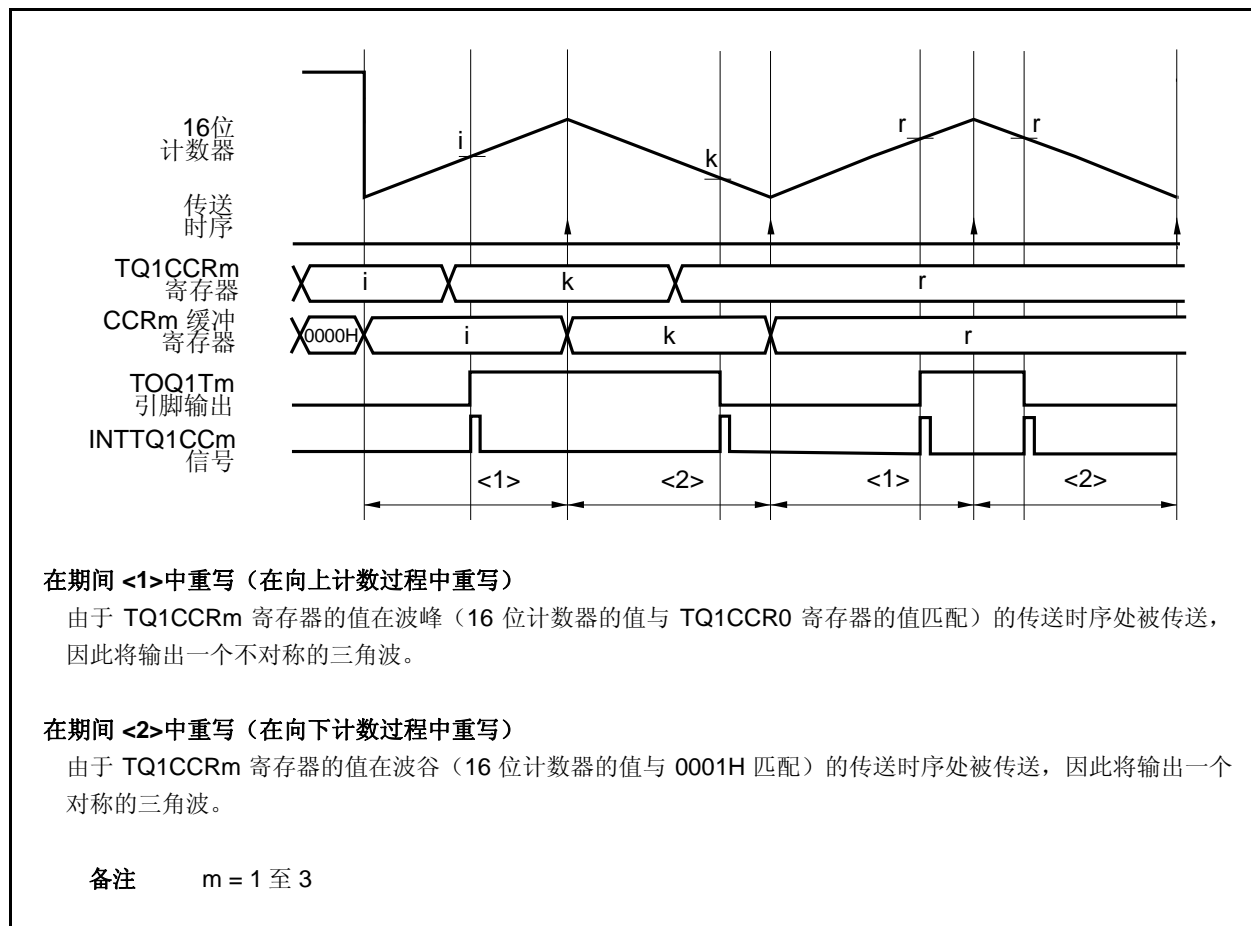 16位
计数器
i
k
r
r
传送
时序
TQ1CCRm
寄存器
i
k
r
CCRm 缓冲
寄存器
0000H
i
k
r
TOQ1Tm
引脚输出
INTTQ1CCm
信号
<1>
<2>
<1>
<2>
在期间 <1>中重写（在向上计数过程中重写）
由于 TQ1CCRm 寄存器的值在波峰（16 位计数器的值与 TQ1CCR0 寄存器的值匹配）的传送时序处被传送，
因此将输出一个不对称的三角波。
在期间 <2>中重写（在向下计数过程中重写）
由于 TQ1CCRm 寄存器的值在波谷（16 位计数器的值与 0001H 匹配）的传送时序处被传送，因此将输出一个
对称的三角波。
备注 m = 1 至 3